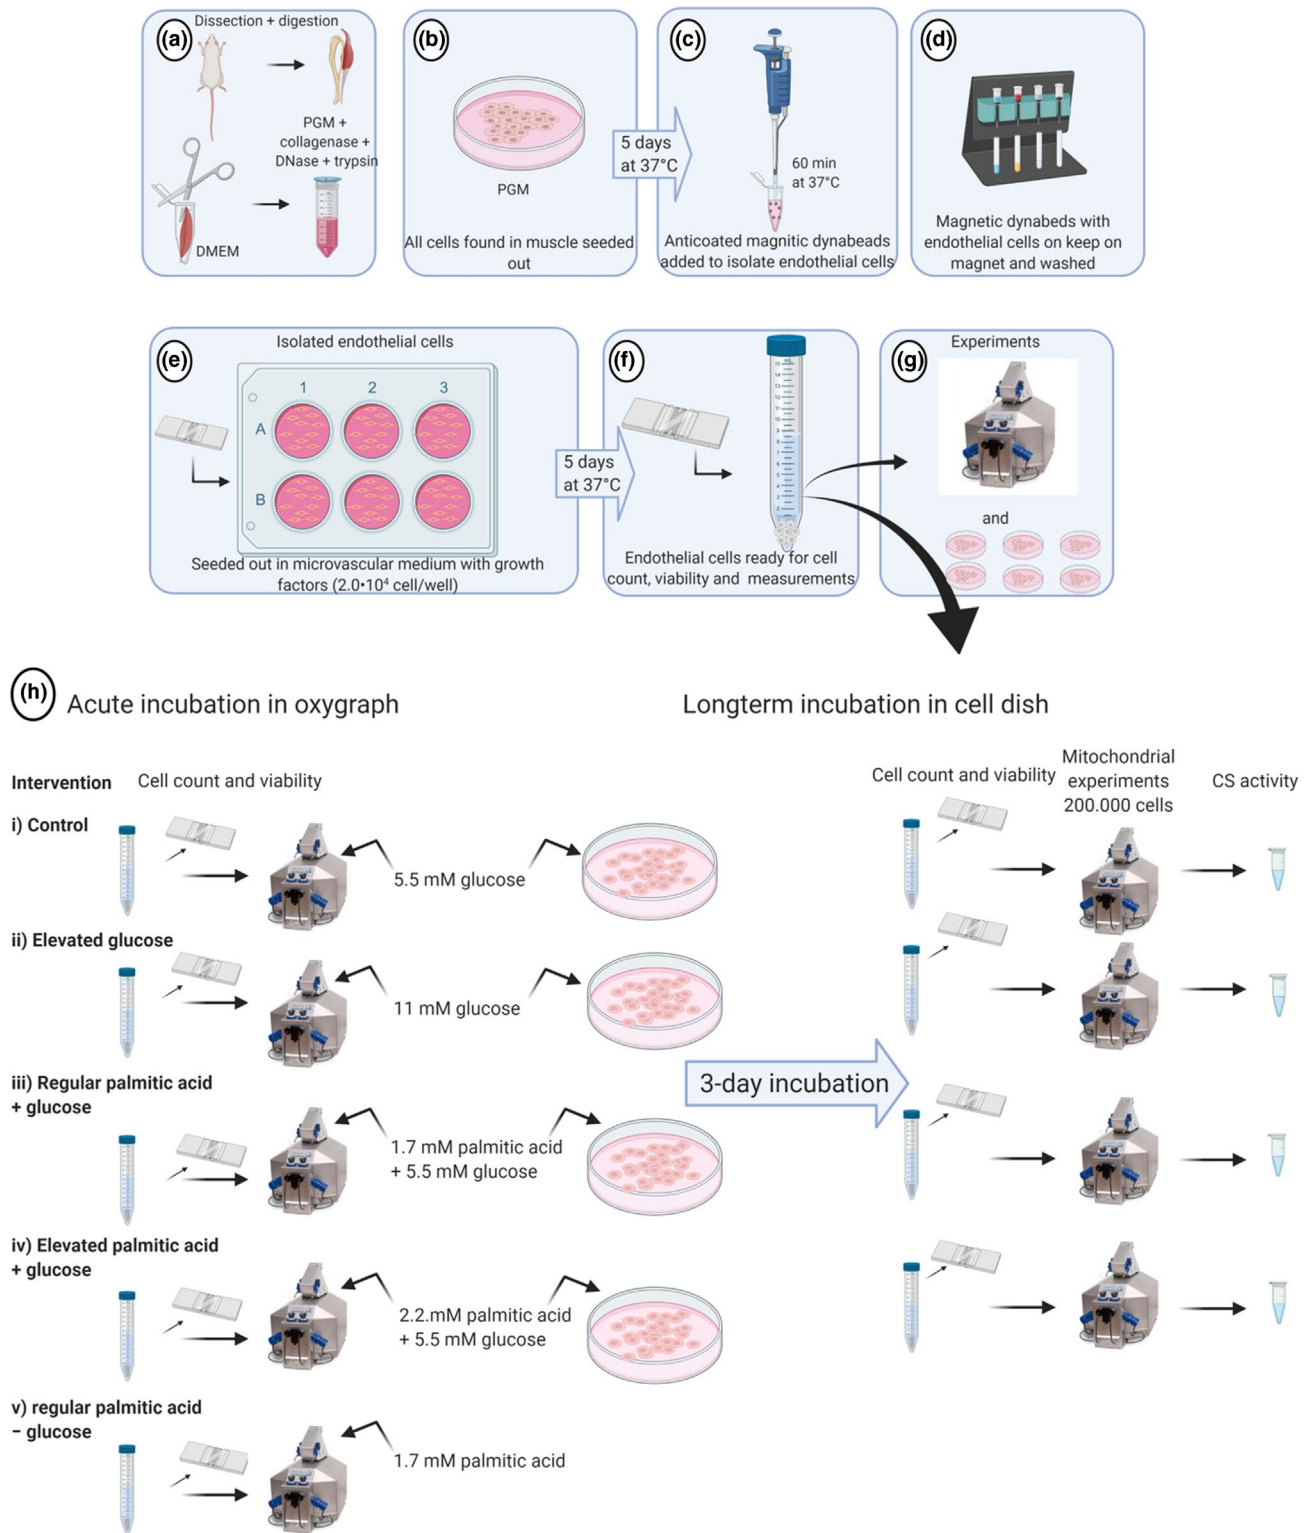 (a)
Dissection + digestion
PGM +
collagenase +
DNase + trypsin
DMEM
(b)
PGM
All cells found in muscle seeded
out
5 days
at 37°C
(c)
60 min
at 37°C
Anticoated magnitic dynabeads
added to isolate endothelial cells
(d)
Magnetic dynabeds with
endothelial cells on keep on
magnet and washed
(e)
Isolated endothelial cells
1 2 3
A
B
Seeded out in microvascular medium with growth
factors (2.0•10⁴ cell/well)
5 days
at 37°C
(f)
Endothelial cells ready for cell
count, viability and measurements
(g)
Experiments
and
(h)
Acute incubation in oxygraph
Longterm incubation in cell dish
Intervention
Cell count and viability
Cell count and viability
Mitochondrial
experiments
200.000 cells
CS activity
i) Control
5.5 mM glucose
ii) Elevated glucose
11 mM glucose
iii) Regular palmitic acid
+ glucose
1.7 mM palmitic acid
+ 5.5 mM glucose
3-day incubation
iv) Elevated palmitic acid
+ glucose
2.2.mM palmitic acid
+ 5.5 mM glucose
v) regular palmitic acid
− glucose
1.7 mM palmitic acid